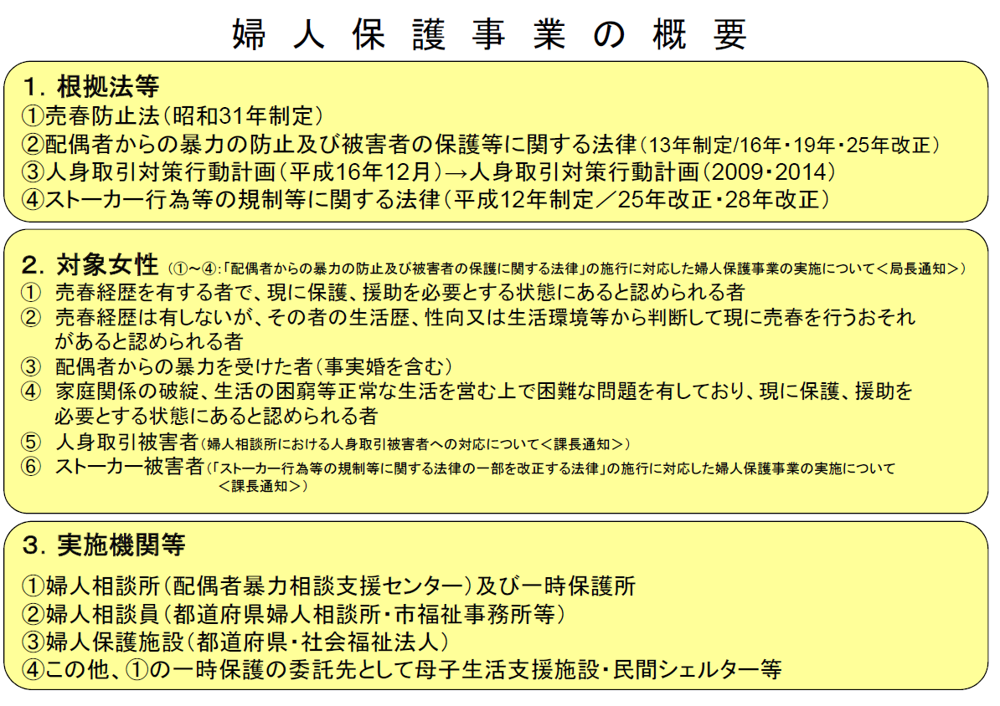 婦人保護事業の概要
１．根拠法等
①売春防止法（昭和31年制定）
②配偶者からの暴力の防止及び被害者の保護等に関する法律（13年制定/16年・19年・25年改正）
③人身取引対策行動計画（平成16年12月）→人身取引対策行動計画（2009・2014）
④ストーカー行為等の規制等に関する法律（平成12年制定／25年改正・28年改正）
２．対象女性（①～④：「配偶者からの暴力の防止及び被害者の保護に関する法律」の施行に対応した婦人保護事業の実施について＜局長通知＞）
① 売春経歴を有する者で、現に保護、援助を必要とする状態にあると認められる者
② 売春経歴は有しないが、その者の生活歴、性向又は生活環境等から判断して現に売春を行うおそれ
があると認められる者
③ 配偶者からの暴力を受けた者（事実婚を含む）
④ 家庭関係の破綻、生活の困窮等正常な生活を営む上で困難な問題を有しており、現に保護、援助を
必要とする状態にあると認められる者
⑤ 人身取引被害者（婦人相談所における人身取引被害者への対応について＜課長通知＞）
⑥ ストーカー被害者（「ストーカー行為等の規制等に関する法律の一部を改正する法律」の施行に対応した婦人保護事業の実施について
＜課長通知＞）
３．実施機関等
①婦人相談所（配偶者暴力相談支援センター）及び一時保護所
②婦人相談員（都道府県婦人相談所・市福祉事務所等）
③婦人保護施設（都道府県・社会福祉法人）
④この他、①の一時保護の委託先として母子生活支援施設・民間シェルター等